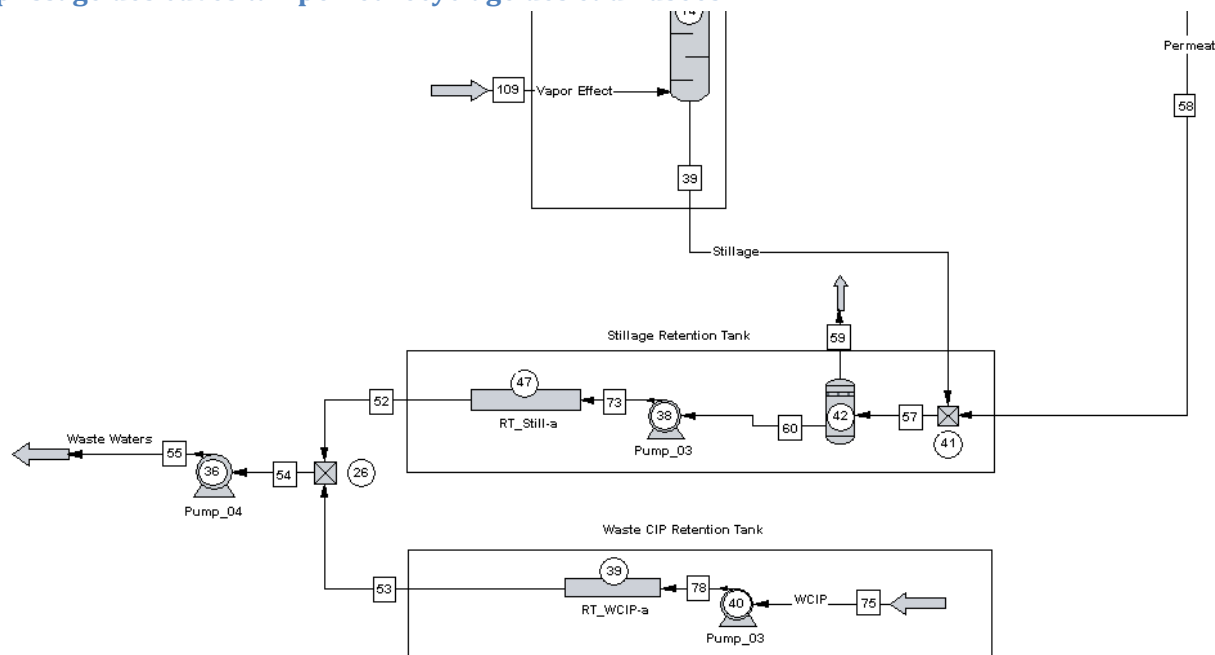 14
Permeat
109
Vapor Effect
58
39
Stillage
59
Stillage Retention Tank
47
52
73
38
42
57
RT_Still-a
60
41
Pump_03
Waste Waters
55
36
54
26
Pump_04
Waste CIP Retention Tank
39
53
78
40
WCIP
75
RT_WCIP-a
Pump_03